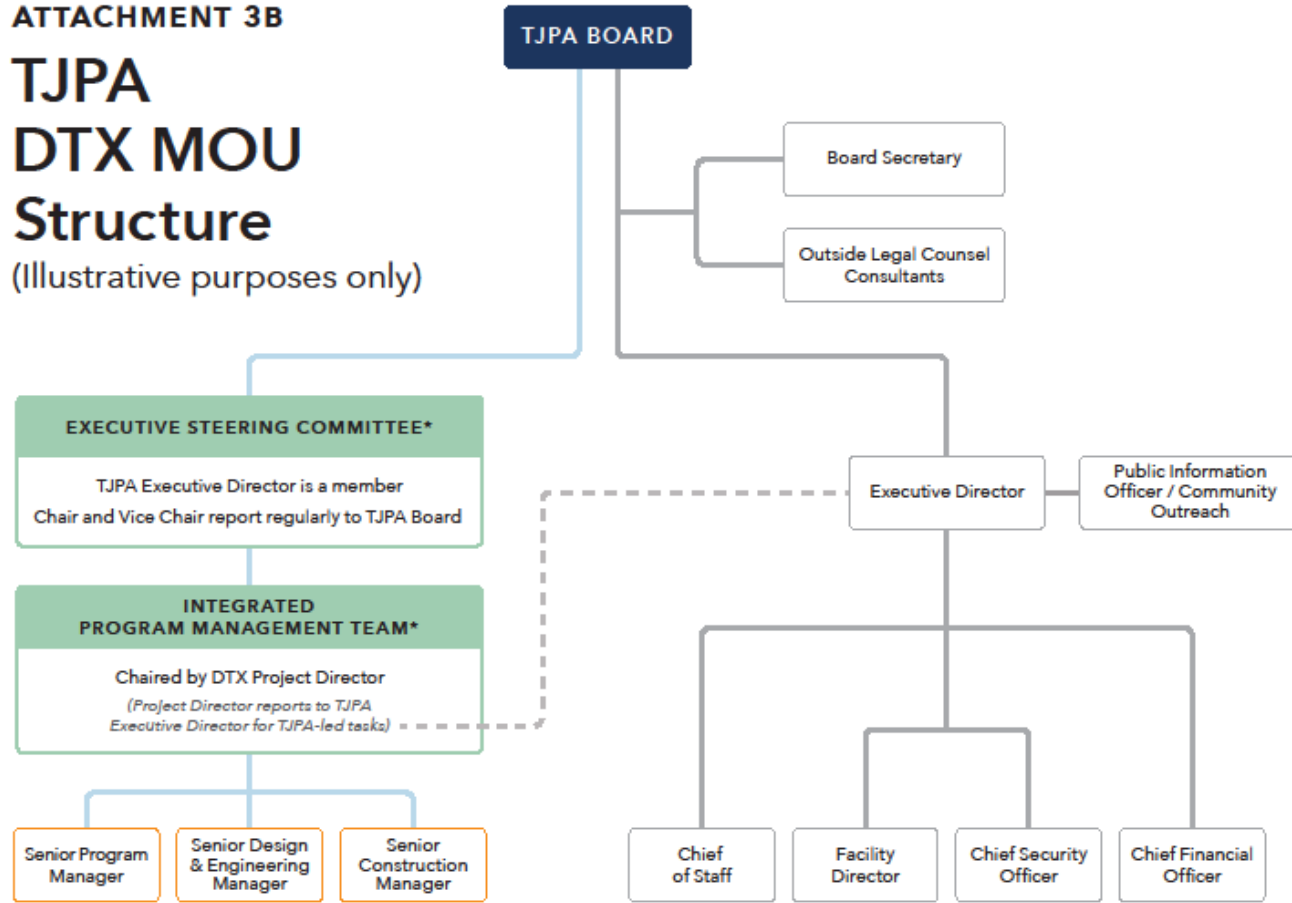 ATTACHMENT 3B
TJPA
DTX MOU
Structure
(Illustrative purposes only)
TJPA BOARD
Board Secretary
Outside Legal Counsel
Consultants
EXECUTIVE STEERING COMMITTEE*
TJPA Executive Director is a member
Chair and Vice Chair report regularly to TJPA Board
Executive Director
Public Information
Officer / Community
Outreach
INTEGRATED
PROGRAM MANAGEMENT TEAM*
Chaired by DTX Project Director
(Project Director reports to TJPA
Executive Director for TJPA-led tasks)
Senior Program
Manager
Senior Design
& Engineering
Manager
Senior
Construction
Manager
Chief
of Staff
Facility
Director
Chief Security
Officer
Chief Financial
Officer